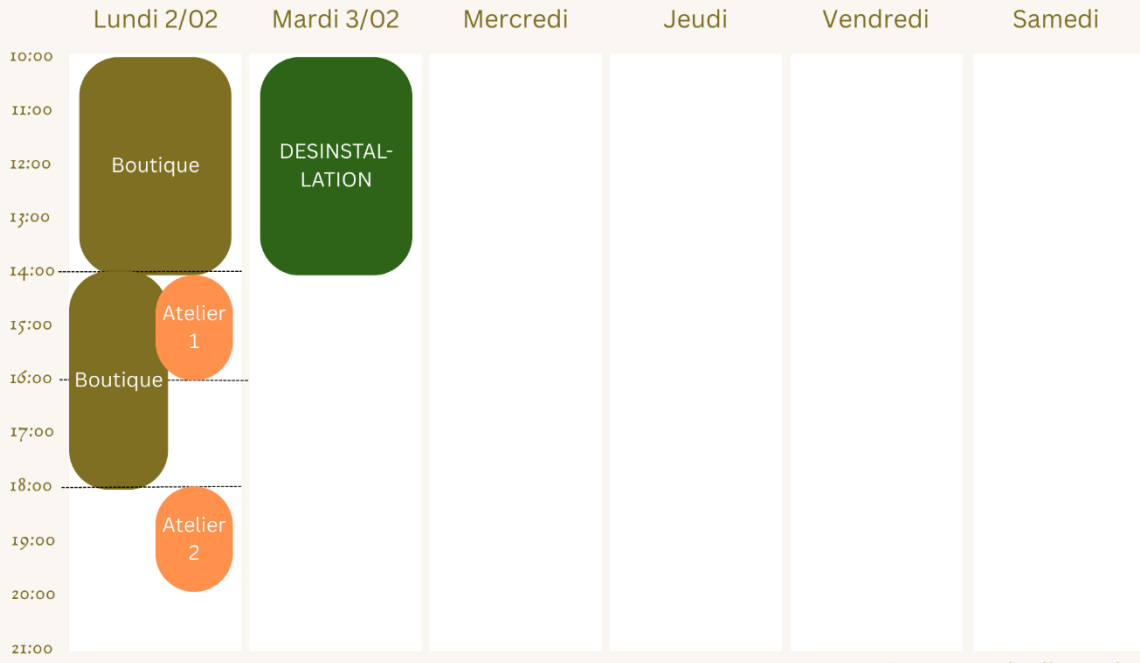 Lundi 2/02
Mardi 3/02
Mercredi
Jeudi
Vendredi
Samedi
10:00
11:00
12:00
13:00
14:00
15:00
16:00
17:00
18:00
19:00
20:00
21:00
Boutique
Boutique
Atelier
1
Atelier
2
DESINSTAL-
LATION